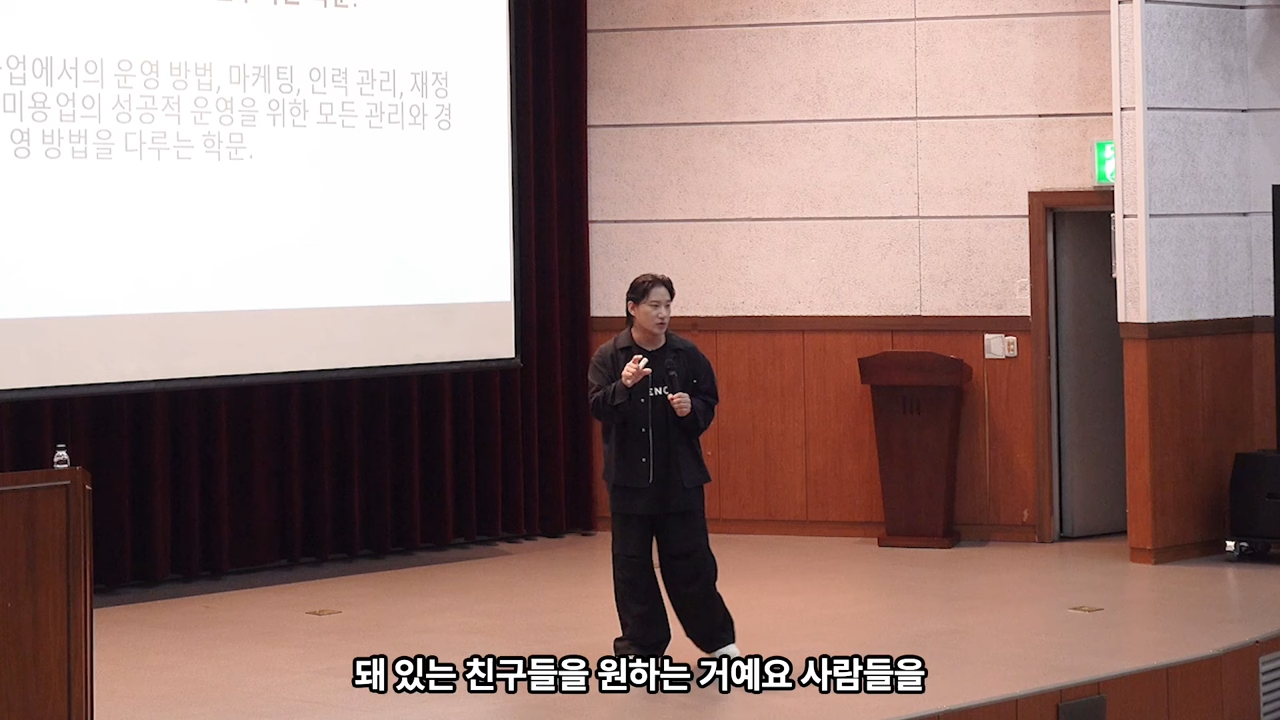 업에서의 운영 방법, 마케팅, 인력 관리, 재정
미용업의 성공적 운영을 위한 모든 관리와 경
영 방법을 다루는 학문.
ENC
돼 있는 친구들을 원하는 거예요 사람들을